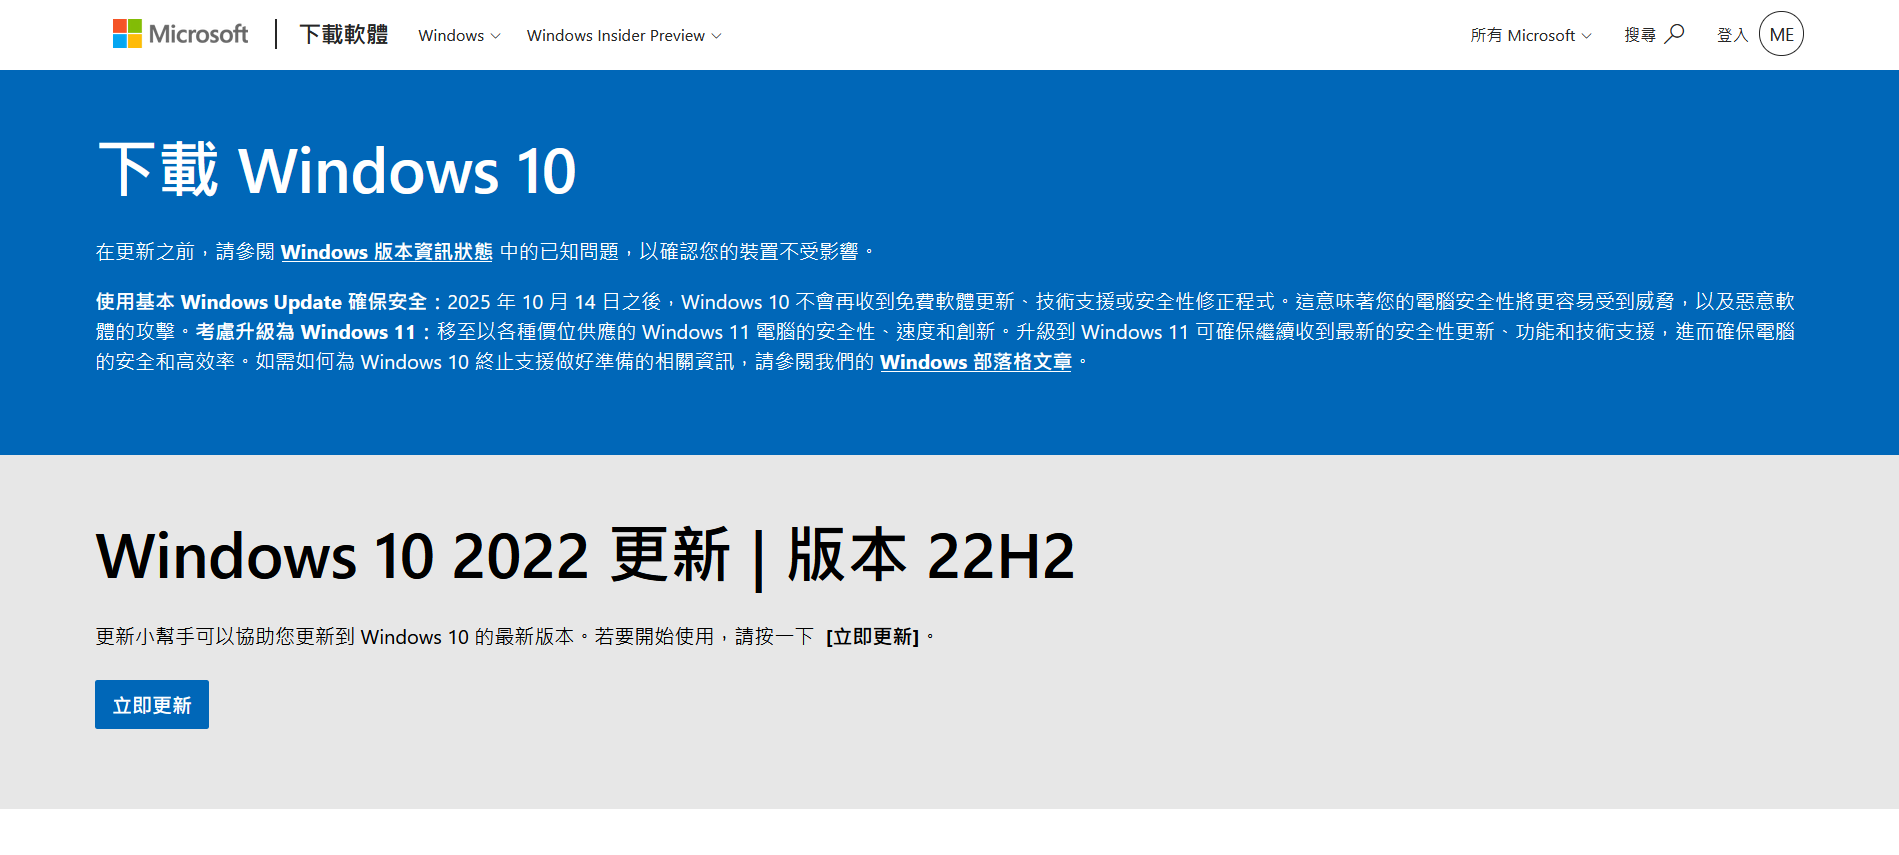 Microsoft | 下載軟體 Windows Windows Insider Preview 所有 Microsoft 搜尋 登入 ME
下載 Windows 10
在更新之前，請參閱 Windows 版本資訊狀態 中的已知問題，以確認您的裝置不受影響。
使用基本 Windows Update 確保安全：2025 年 10 月 14 日之後，Windows 10 不會再收到免費軟體更新、技術支援或安全性修正程式。這意味著您的電腦安全性將更容易受到威脅，以及惡意軟
體的攻擊。考慮升級為 Windows 11：移至以各種價位供應的 Windows 11 電腦的安全性、速度和創新。升級到 Windows 11 可確保繼續收到最新的安全性更新、功能和技術支援，進而確保電腦
的安全和高效率。如需如何為 Windows 10 終止支援做好準備的相關資訊，請參閱我們的 Windows 部落格文章。
Windows 10 2022 更新 | 版本 22H2
更新小幫手可以協助您更新到 Windows 10 的最新版本。若要開始使用，請按一下 [立即更新]。
立即更新